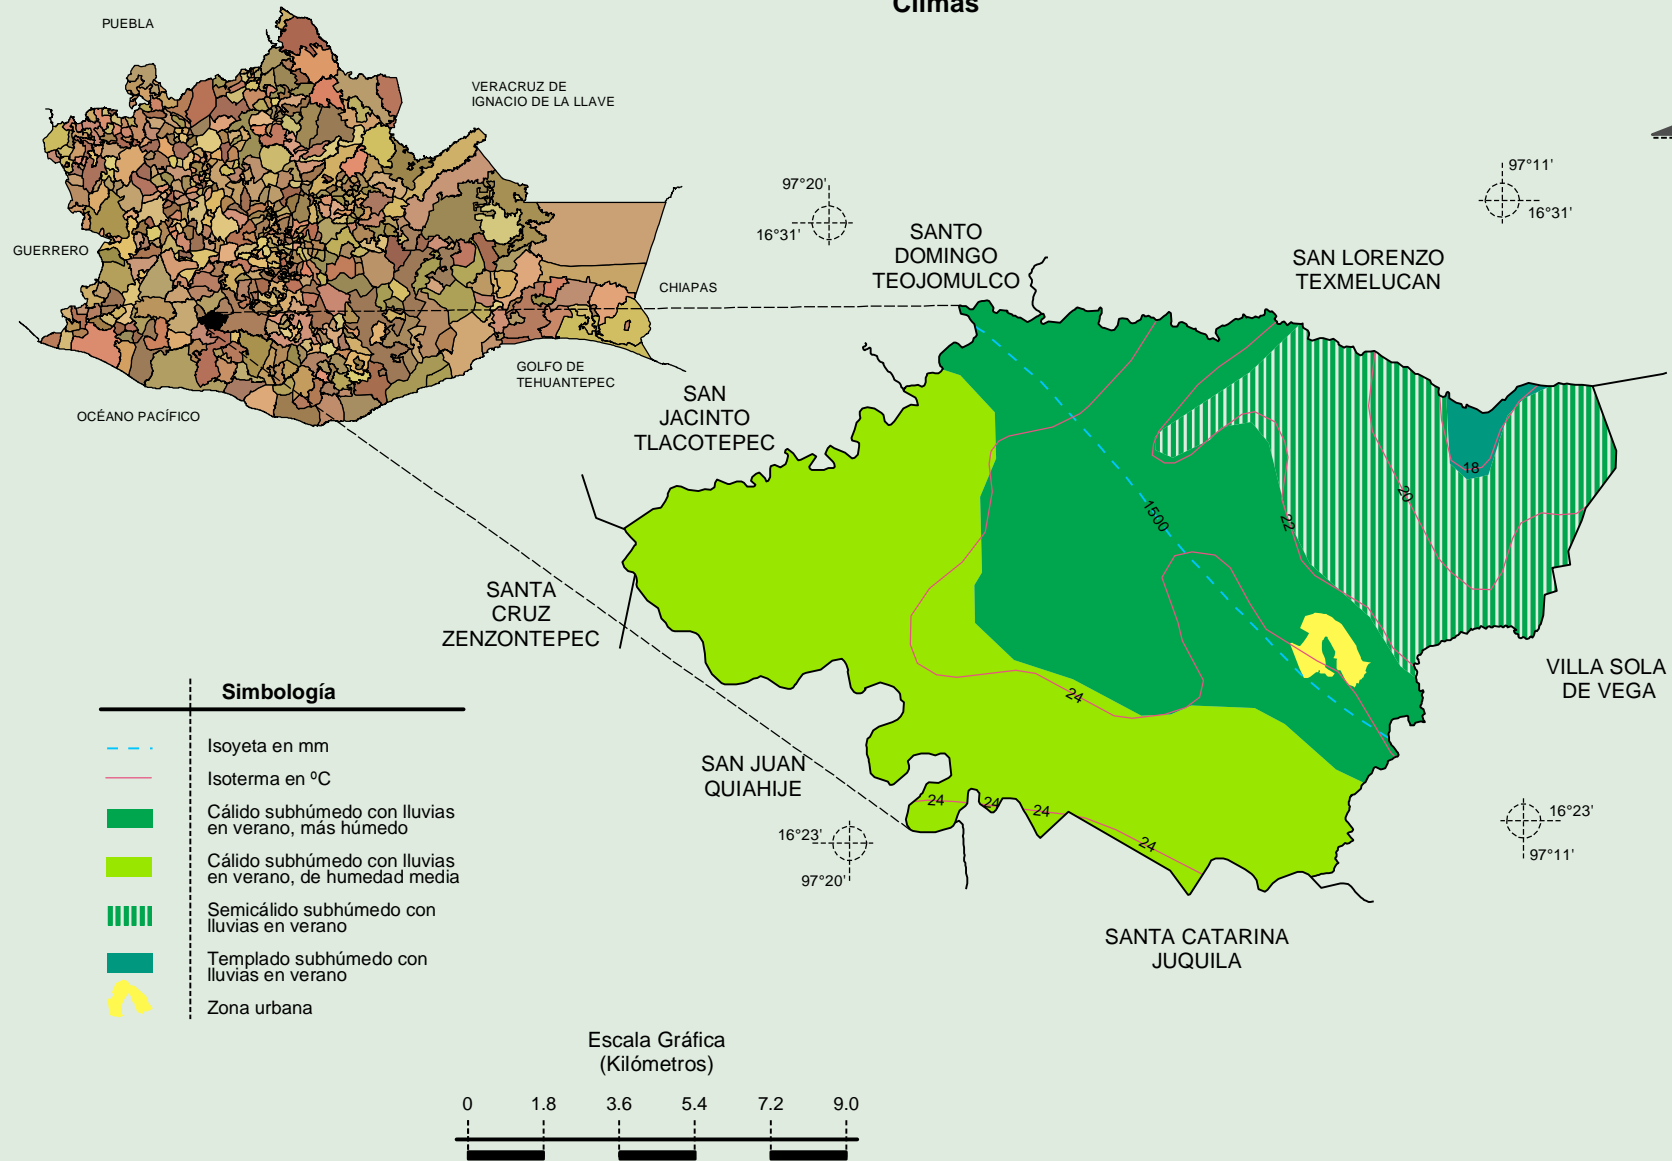 Climas
PUEBLA
VERACRUZ DE
IGNACIO DE LA LLAVE
GUERRERO
CHIAPAS
GOLFO DE
TEHUANTEPEC
OCÉANO PACÍFICO
97°20'
16°31'
97°11'
16°31'
SANTO
DOMINGO
TEOJOMULCO
SAN LORENZO
TEXMELUCAN
SAN
JACINTO
TLACOTEPEC
SANTA
CRUZ
ZENZONTEPEC
VILLA SOLA
DE VEGA
SAN JUAN
QUIAHIJE
SANTA CATARINA
JUQUILA
1500
18
20
22
24
24
24
24
24
16°23'
97°20'
16°23'
97°11'
Simbología
Isoyeta en mm
Isoterma en ºC
Cálido subhúmedo con lluvias
en verano, más húmedo
Cálido subhúmedo con lluvias
en verano, de humedad media
Semicálido subhúmedo con
lluvias en verano
Templado subhúmedo con
lluvias en verano
Zona urbana
Escala Gráfica
(Kilómetros)
0 1.8 3.6 5.4 7.2 9.0